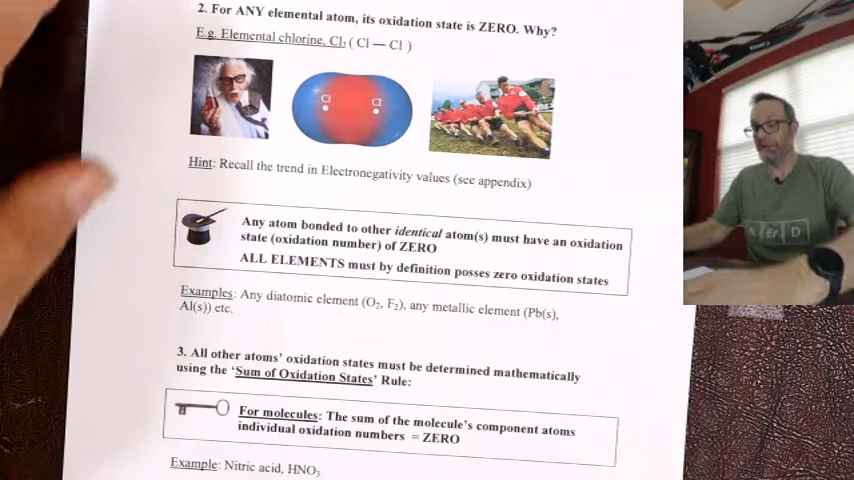 2. For ANY elemental atom, its oxidation state is ZERO. Why?
E.g. Elemental chlorine, Cl₂ ( Cl — Cl )
Cl
Cl
Hint: Recall the trend in Electronegativity values (see appendix)
Any atom bonded to other identical atom(s) must have an oxidation
state (oxidation number) of ZERO
ALL ELEMENTS must by definition posses zero oxidation states
Examples: Any diatomic element (O₂, F₂), any metallic element (Pb(s),
Al(s)) etc.
3. All other atoms' oxidation states must be determined mathematically
using the 'Sum of Oxidation States' Rule:
For molecules: The sum of the molecule's component atoms
individual oxidation numbers = ZERO
Example: Nitric acid, HNO₃
Er D